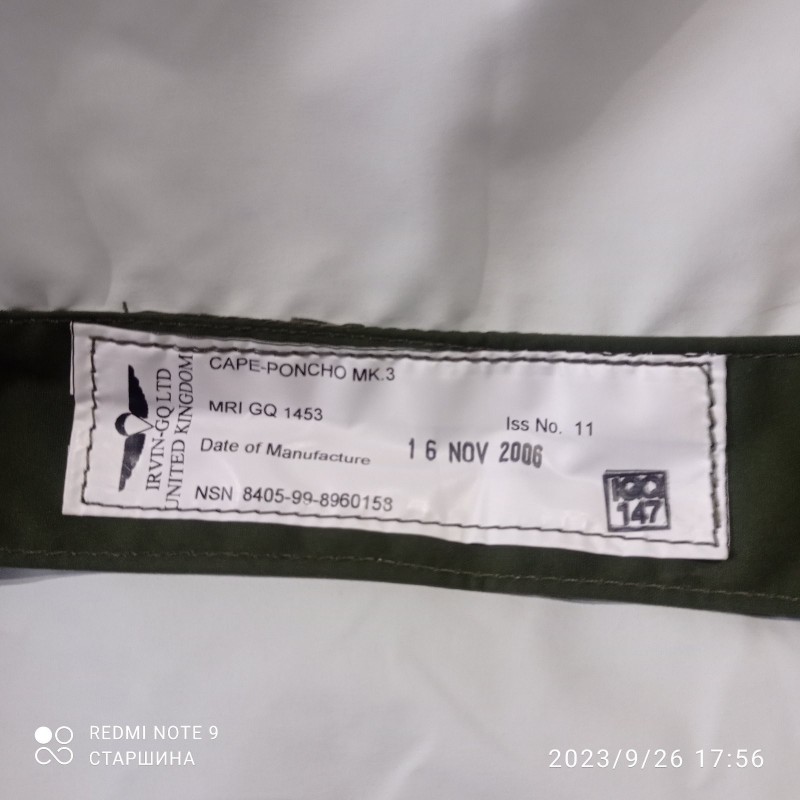 IRVIN-GQ LTD
UNITED KINGDOM
CAPE-PONCHO MK.3
MRI GQ 1453
Iss No. 11
Date of Manufacture 16 NOV 2006
NSN 8405-99-8960153
IGQ
147
REDMI NOTE 9
СТАРШИНА
2023/9/26 17:56